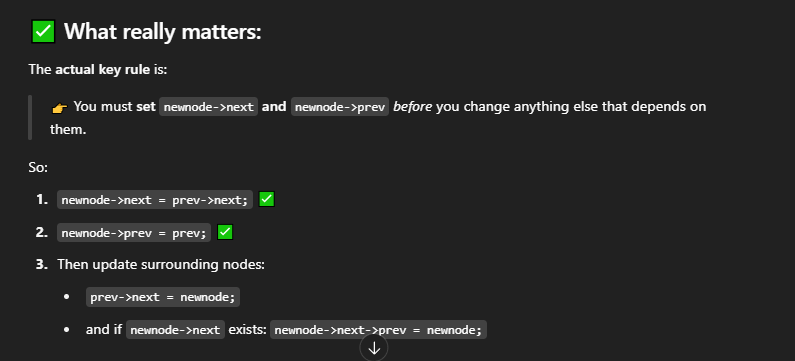 ✅ What really matters:
The actual key rule is:
👉 You must set newnode->next and newnode->prev before you change anything else that depends on
them.
So:
1. newnode->next = prev->next; ✅
2. newnode->prev = prev; ✅
3. Then update surrounding nodes:
• prev->next = newnode;
• and if newnode->next exists: newnode->next->prev = newnode;